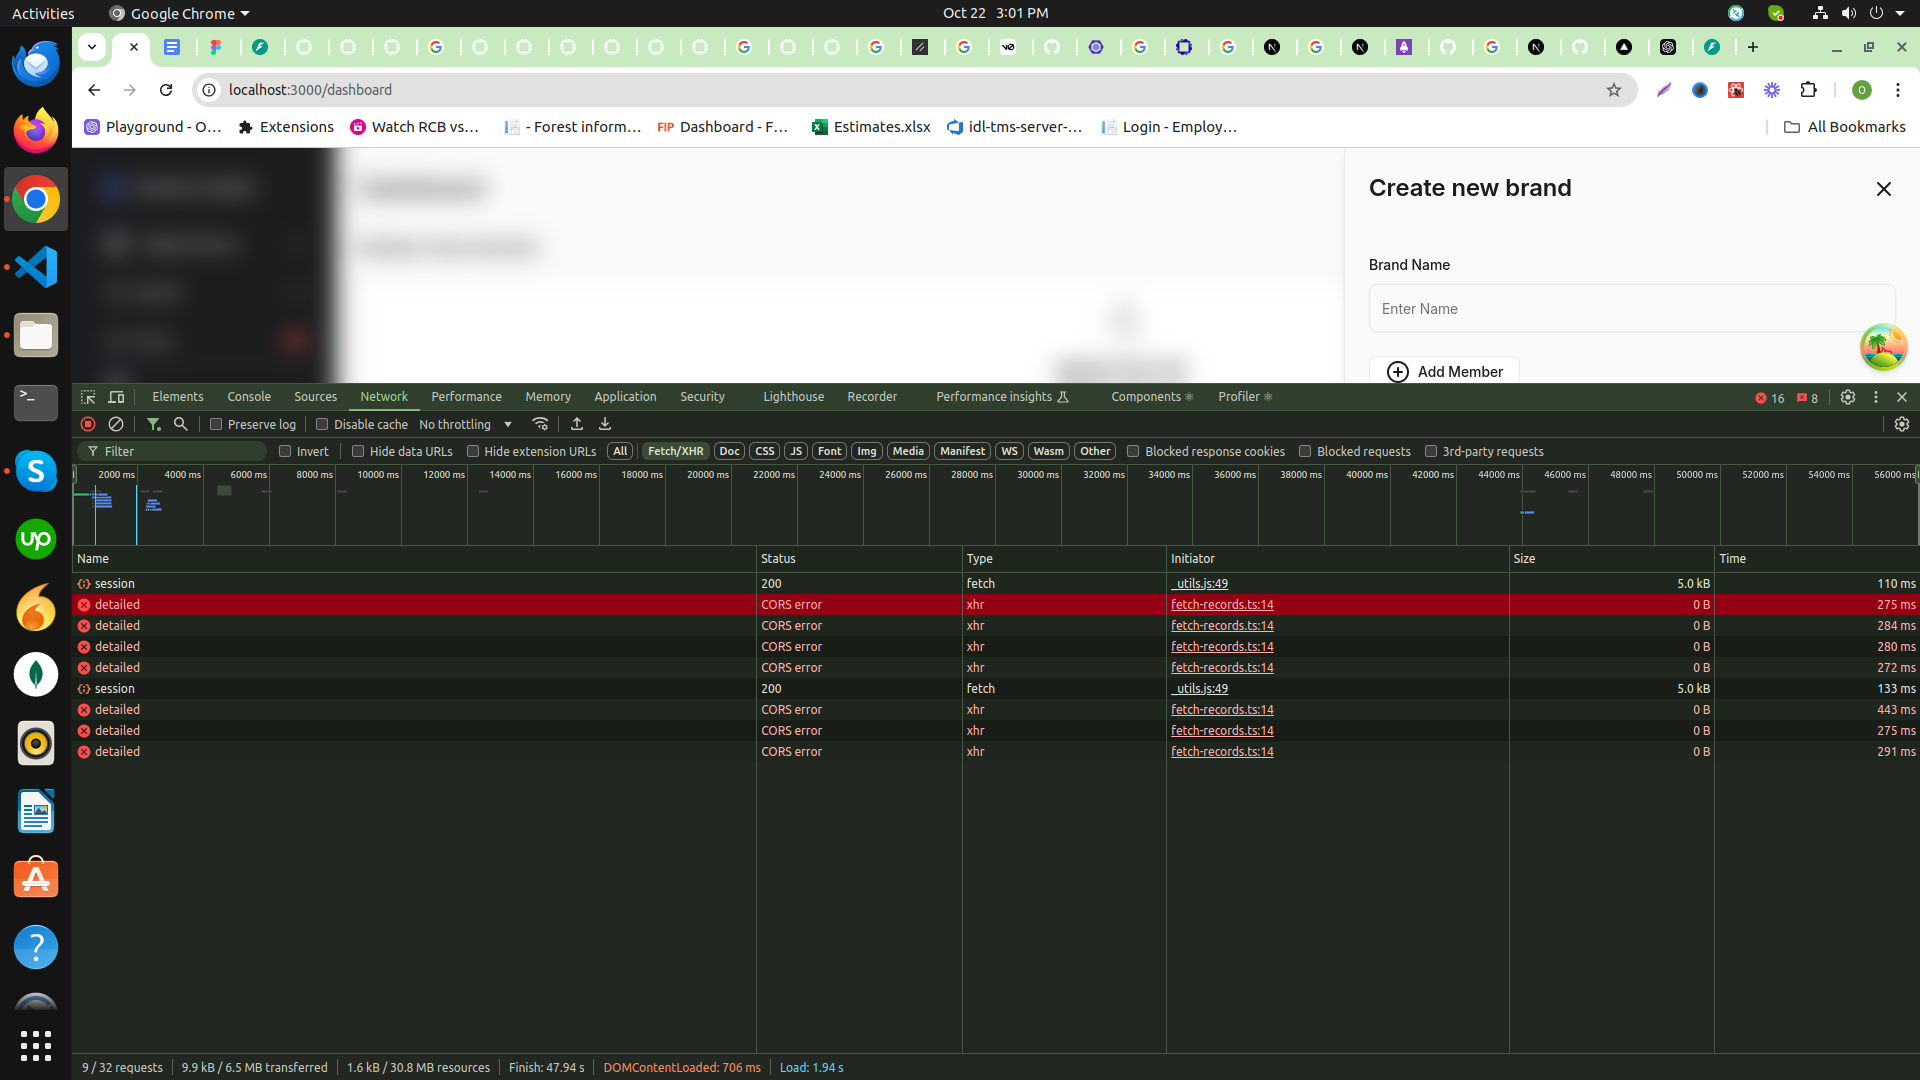 Activities
Google Chrome
Oct 22 3:01 PM
localhost:3000/dashboard
O
Playground - O...
Extensions
Watch RCB vs...
- Forest inform...
FIP Dashboard - F...
Estimates.xlsx
idl-tms-server-...
Login - Employ...
All Bookmarks
Create new brand
Brand Name
Enter Name
Add Member
Elements
Console
Sources
Network
Performance
Memory
Application
Security
Lighthouse
Recorder
Performance insights
Components
Profiler
16
8
Preserve log
Disable cache
No throttling
Filter
Invert
Hide data URLs
Hide extension URLs
All
Fetch/XHR
Doc
CSS
JS
Font
Img
Media
Manifest
WS
Wasm
Other
Blocked response cookies
Blocked requests
3rd-party requests
2000 ms
4000 ms
6000 ms
8000 ms
10000 ms
12000 ms
14000 ms
16000 ms
18000 ms
20000 ms
22000 ms
24000 ms
26000 ms
28000 ms
30000 ms
32000 ms
34000 ms
36000 ms
38000 ms
40000 ms
42000 ms
44000 ms
46000 ms
48000 ms
50000 ms
52000 ms
54000 ms
56000 ms
Name Status Type Initiator Size Time
session 200 fetch _utils.js:49 5.0 kB 110 ms
detailed CORS error xhr fetch-records.ts:14 0 B 275 ms
detailed CORS error xhr fetch-records.ts:14 0 B 284 ms
detailed CORS error xhr fetch-records.ts:14 0 B 280 ms
detailed CORS error xhr fetch-records.ts:14 0 B 272 ms
session 200 fetch _utils.js:49 5.0 kB 133 ms
detailed CORS error xhr fetch-records.ts:14 0 B 443 ms
detailed CORS error xhr fetch-records.ts:14 0 B 275 ms
detailed CORS error xhr fetch-records.ts:14 0 B 291 ms
9 / 32 requests
9.9 kB / 6.5 MB transferred
1.6 kB / 30.8 MB resources
Finish: 47.94 s
DOMContentLoaded: 706 ms
Load: 1.94 s